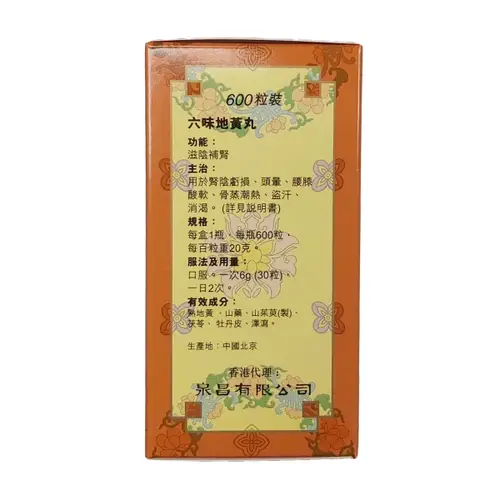 600粒裝
六味地黃丸
功能：
滋陰補腎
主治：
用於腎陰虧損、頭暈、腰膝
酸軟、骨蒸潮熱、盜汗、
消渴。(詳見說明書)
規格：
每盒1瓶，每瓶600粒，
每百粒重20克。
服法及用量：
口服。一次6g (30粒)，
一日2次。
有效成分：
熟地黃、山藥、山茱萸(製)、
茯苓、牡丹皮、澤瀉。
生產地：中國北京
香港代理：
泉昌有限公司